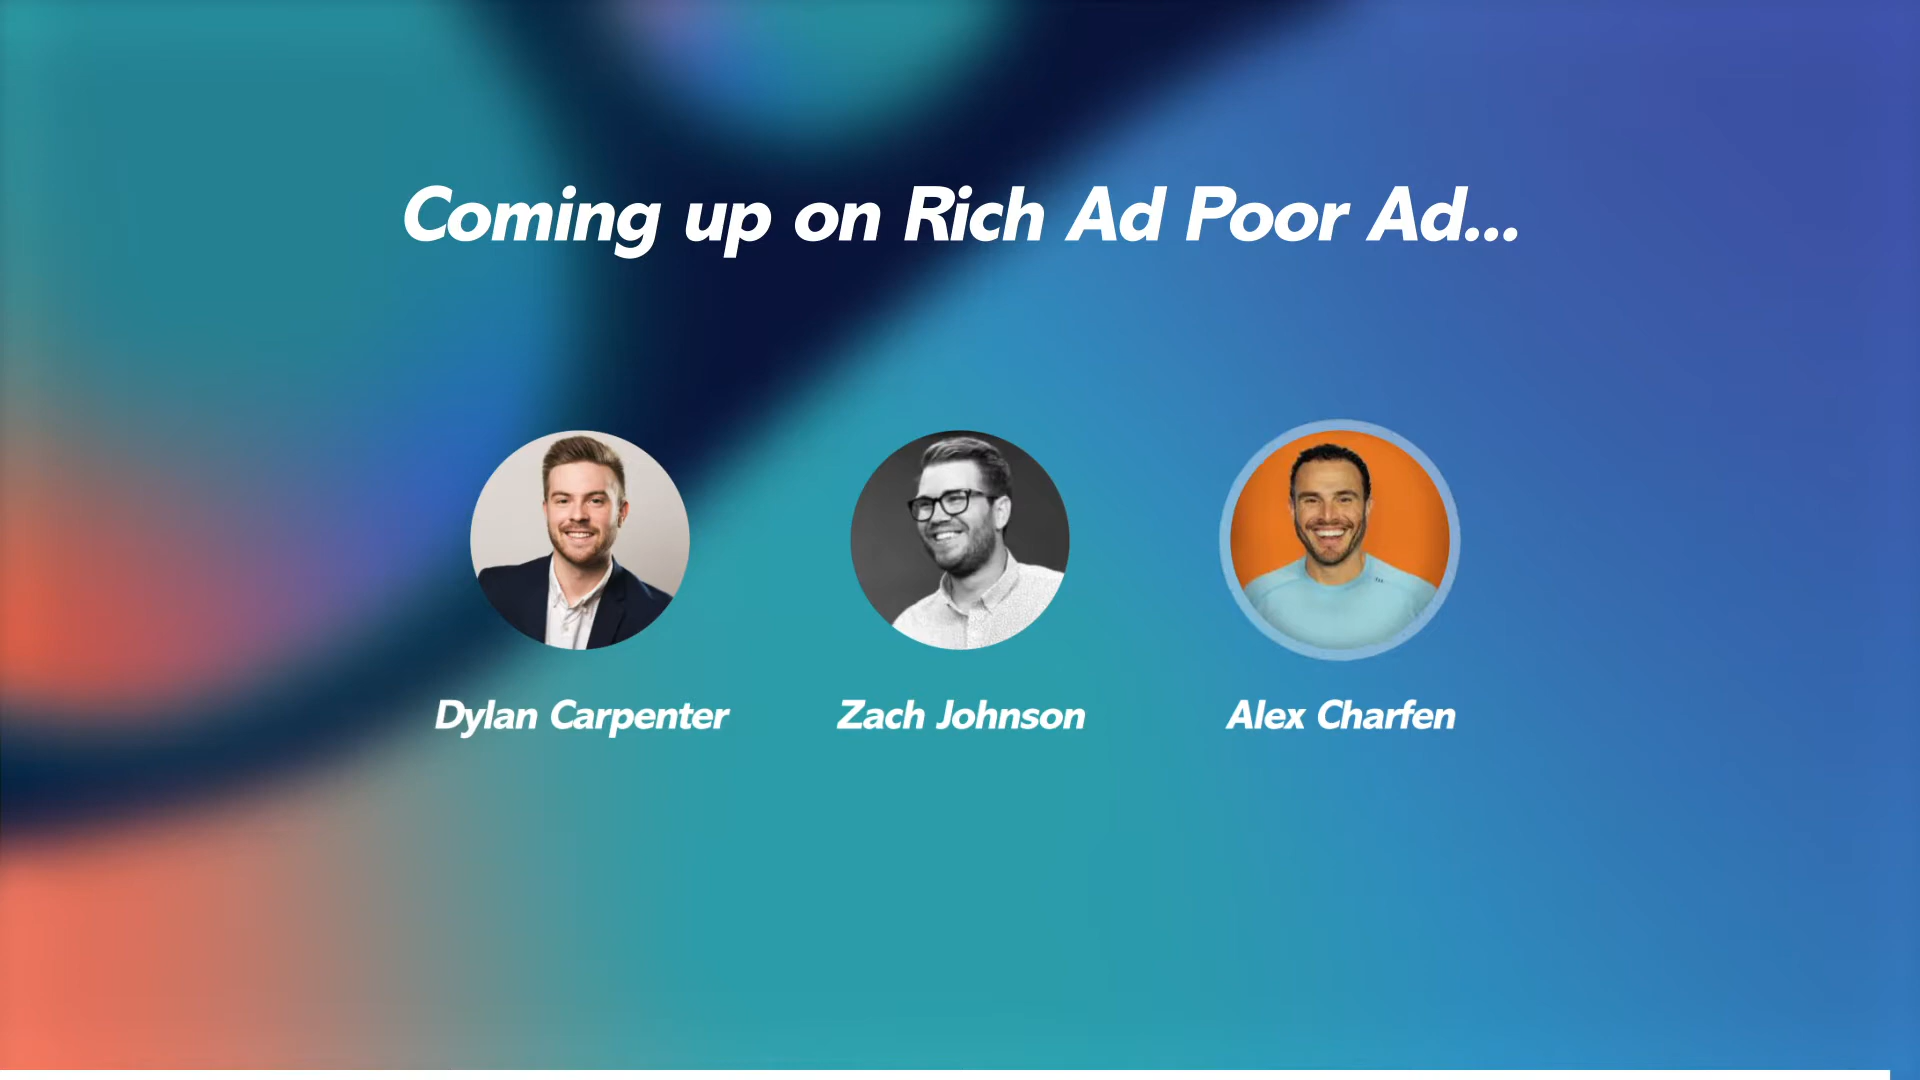 Coming up on Rich Ad Poor Ad...
Dylan Carpenter
Zach Johnson
Alex Charfen